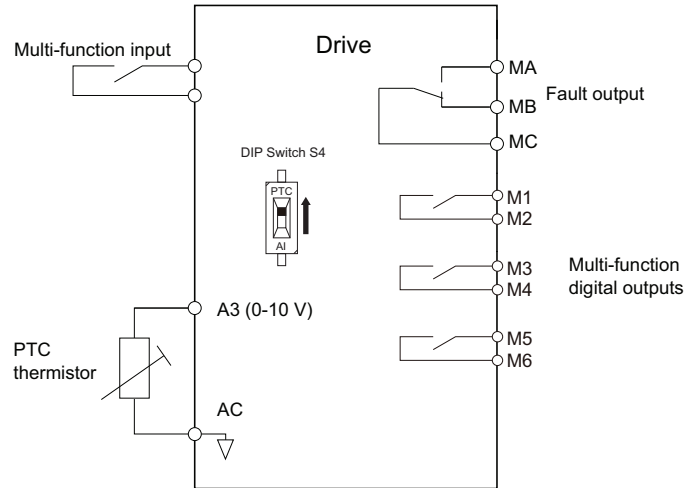 Drive
Multi-function input
MA
MB
Fault output
MC
DIP Switch S4
PTC
AI
M1
M2
M3
M4
Multi-function
digital outputs
M5
M6
A3 (0-10 V)
PTC
thermistor
AC